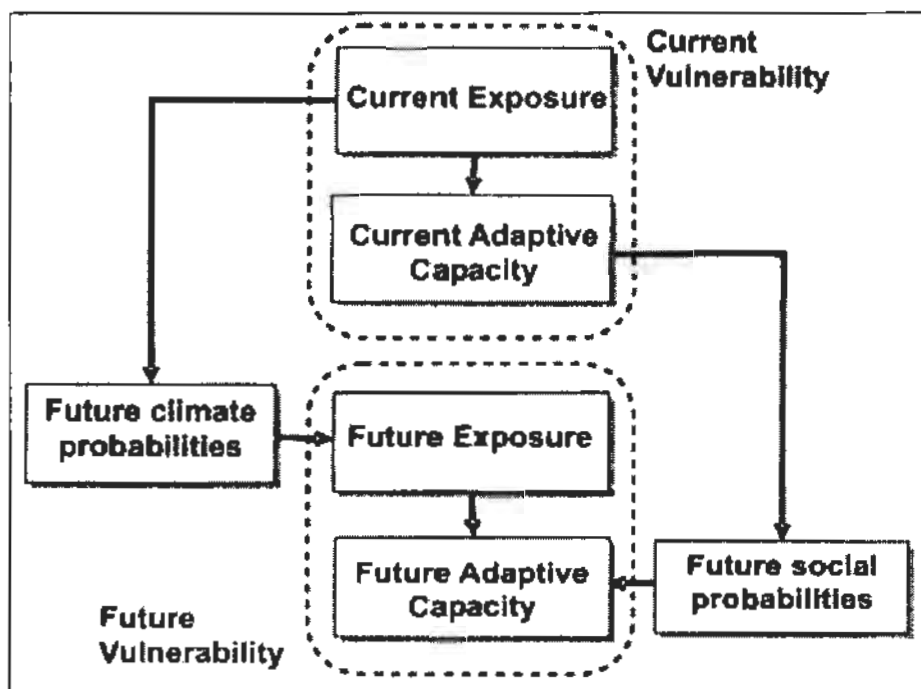 Current
Vulnerability
Current Exposure
Current Adaptive
Capacity
Future climate
probabilities
Future Exposure
Future Adaptive
Capacity
Future social
probabilities
Future
Vulnerability